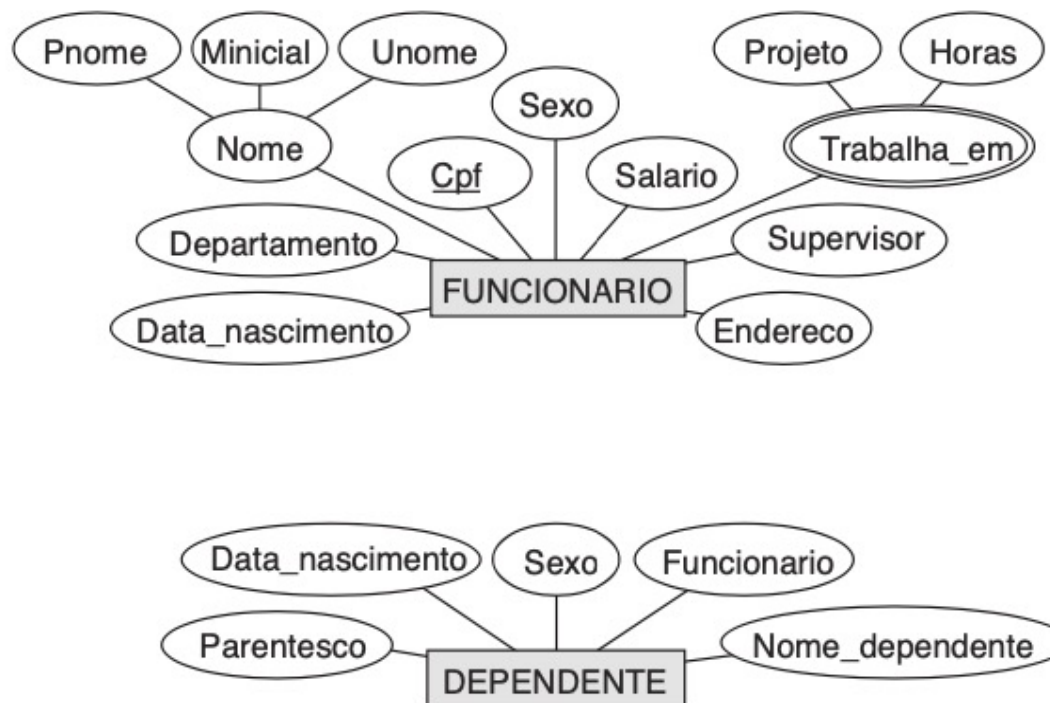 Pnome Minicial Unome Projeto Horas
Sexo
Nome Trabalha_em
Cpf Salario
Departamento Supervisor
FUNCIONARIO
Data_nascimento Endereco
Data_nascimento Sexo Funcionario
Parentesco Nome_dependente
DEPENDENTE